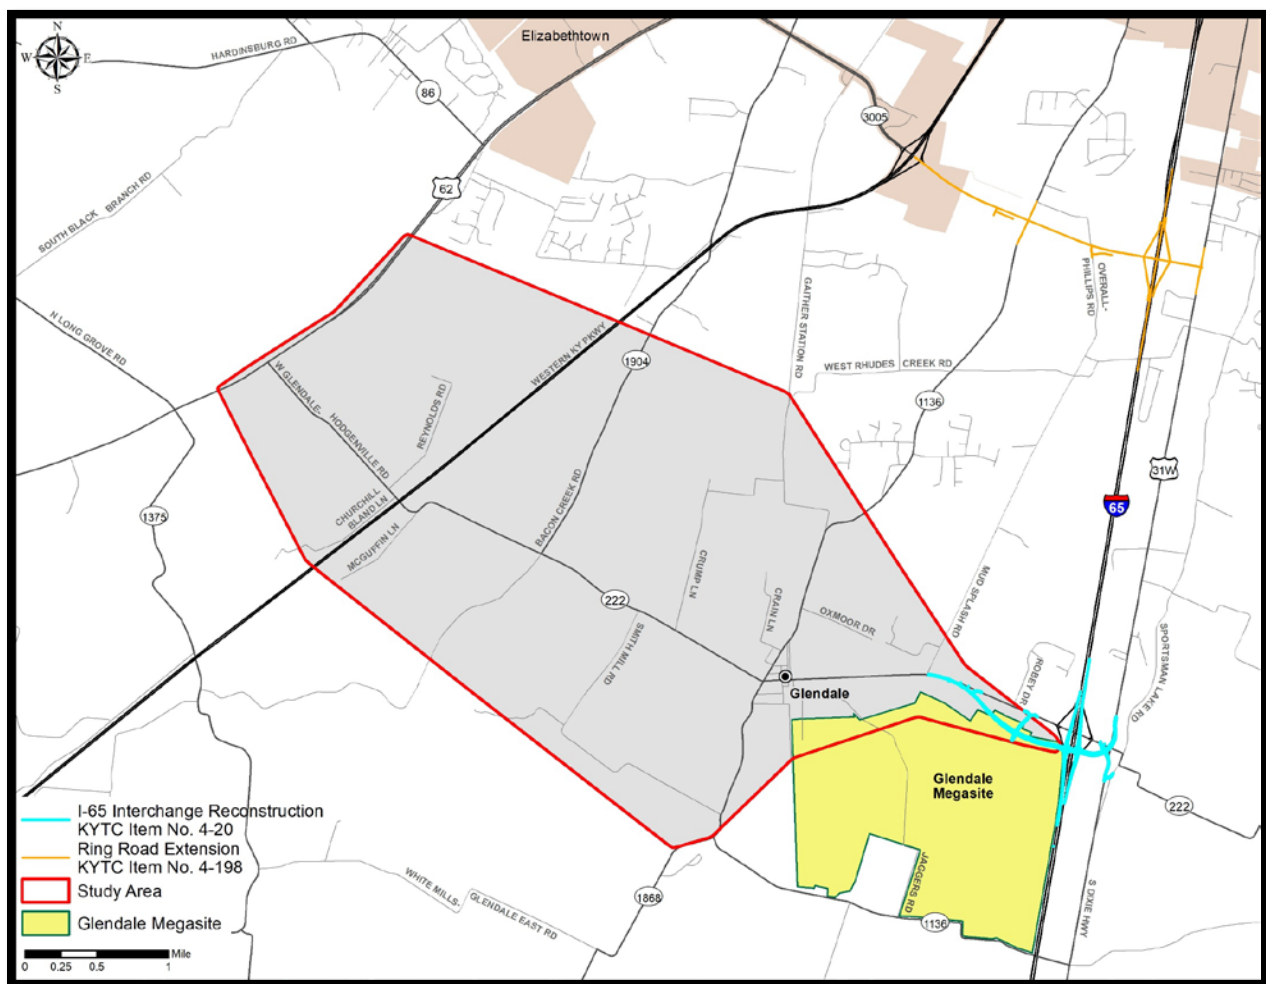 N
W
E
S
HARDINSBURG RD
Elizabethtown
86
3005
62
SOUTH BLACK BRANCH RD
N LONG GROVE RD
GAITHER STATION RD
OVERALL-
PHILLIPS RD
WESTERN KY PKWY
1904
WEST RHUDES CREEK RD
W GLENDALE-
HODGENVILLE RD
REYNOLDS RD
1136
31W
65
1375
CHURCHILL
BLAND LN
MCGUFFIN LN
BACON CREEK RD
CRUMP LN
CRAIN LN
222
OXMOOR DR
MUD SPLASH RD
SMITH MILL RD
ROBEY DR
SPORTSMAN LAKE RD
Glendale
Glendale
Megasite
222
JAGGERS RD
1136
S DIXIE HWY
1868
WHITE MILLS-
GLENDALE EAST RD
I-65 Interchange Reconstruction
KYTC Item No. 4-20
Ring Road Extension
KYTC Item No. 4-198
Study Area
Glendale Megasite
Mile
0 0.25 0.5 1